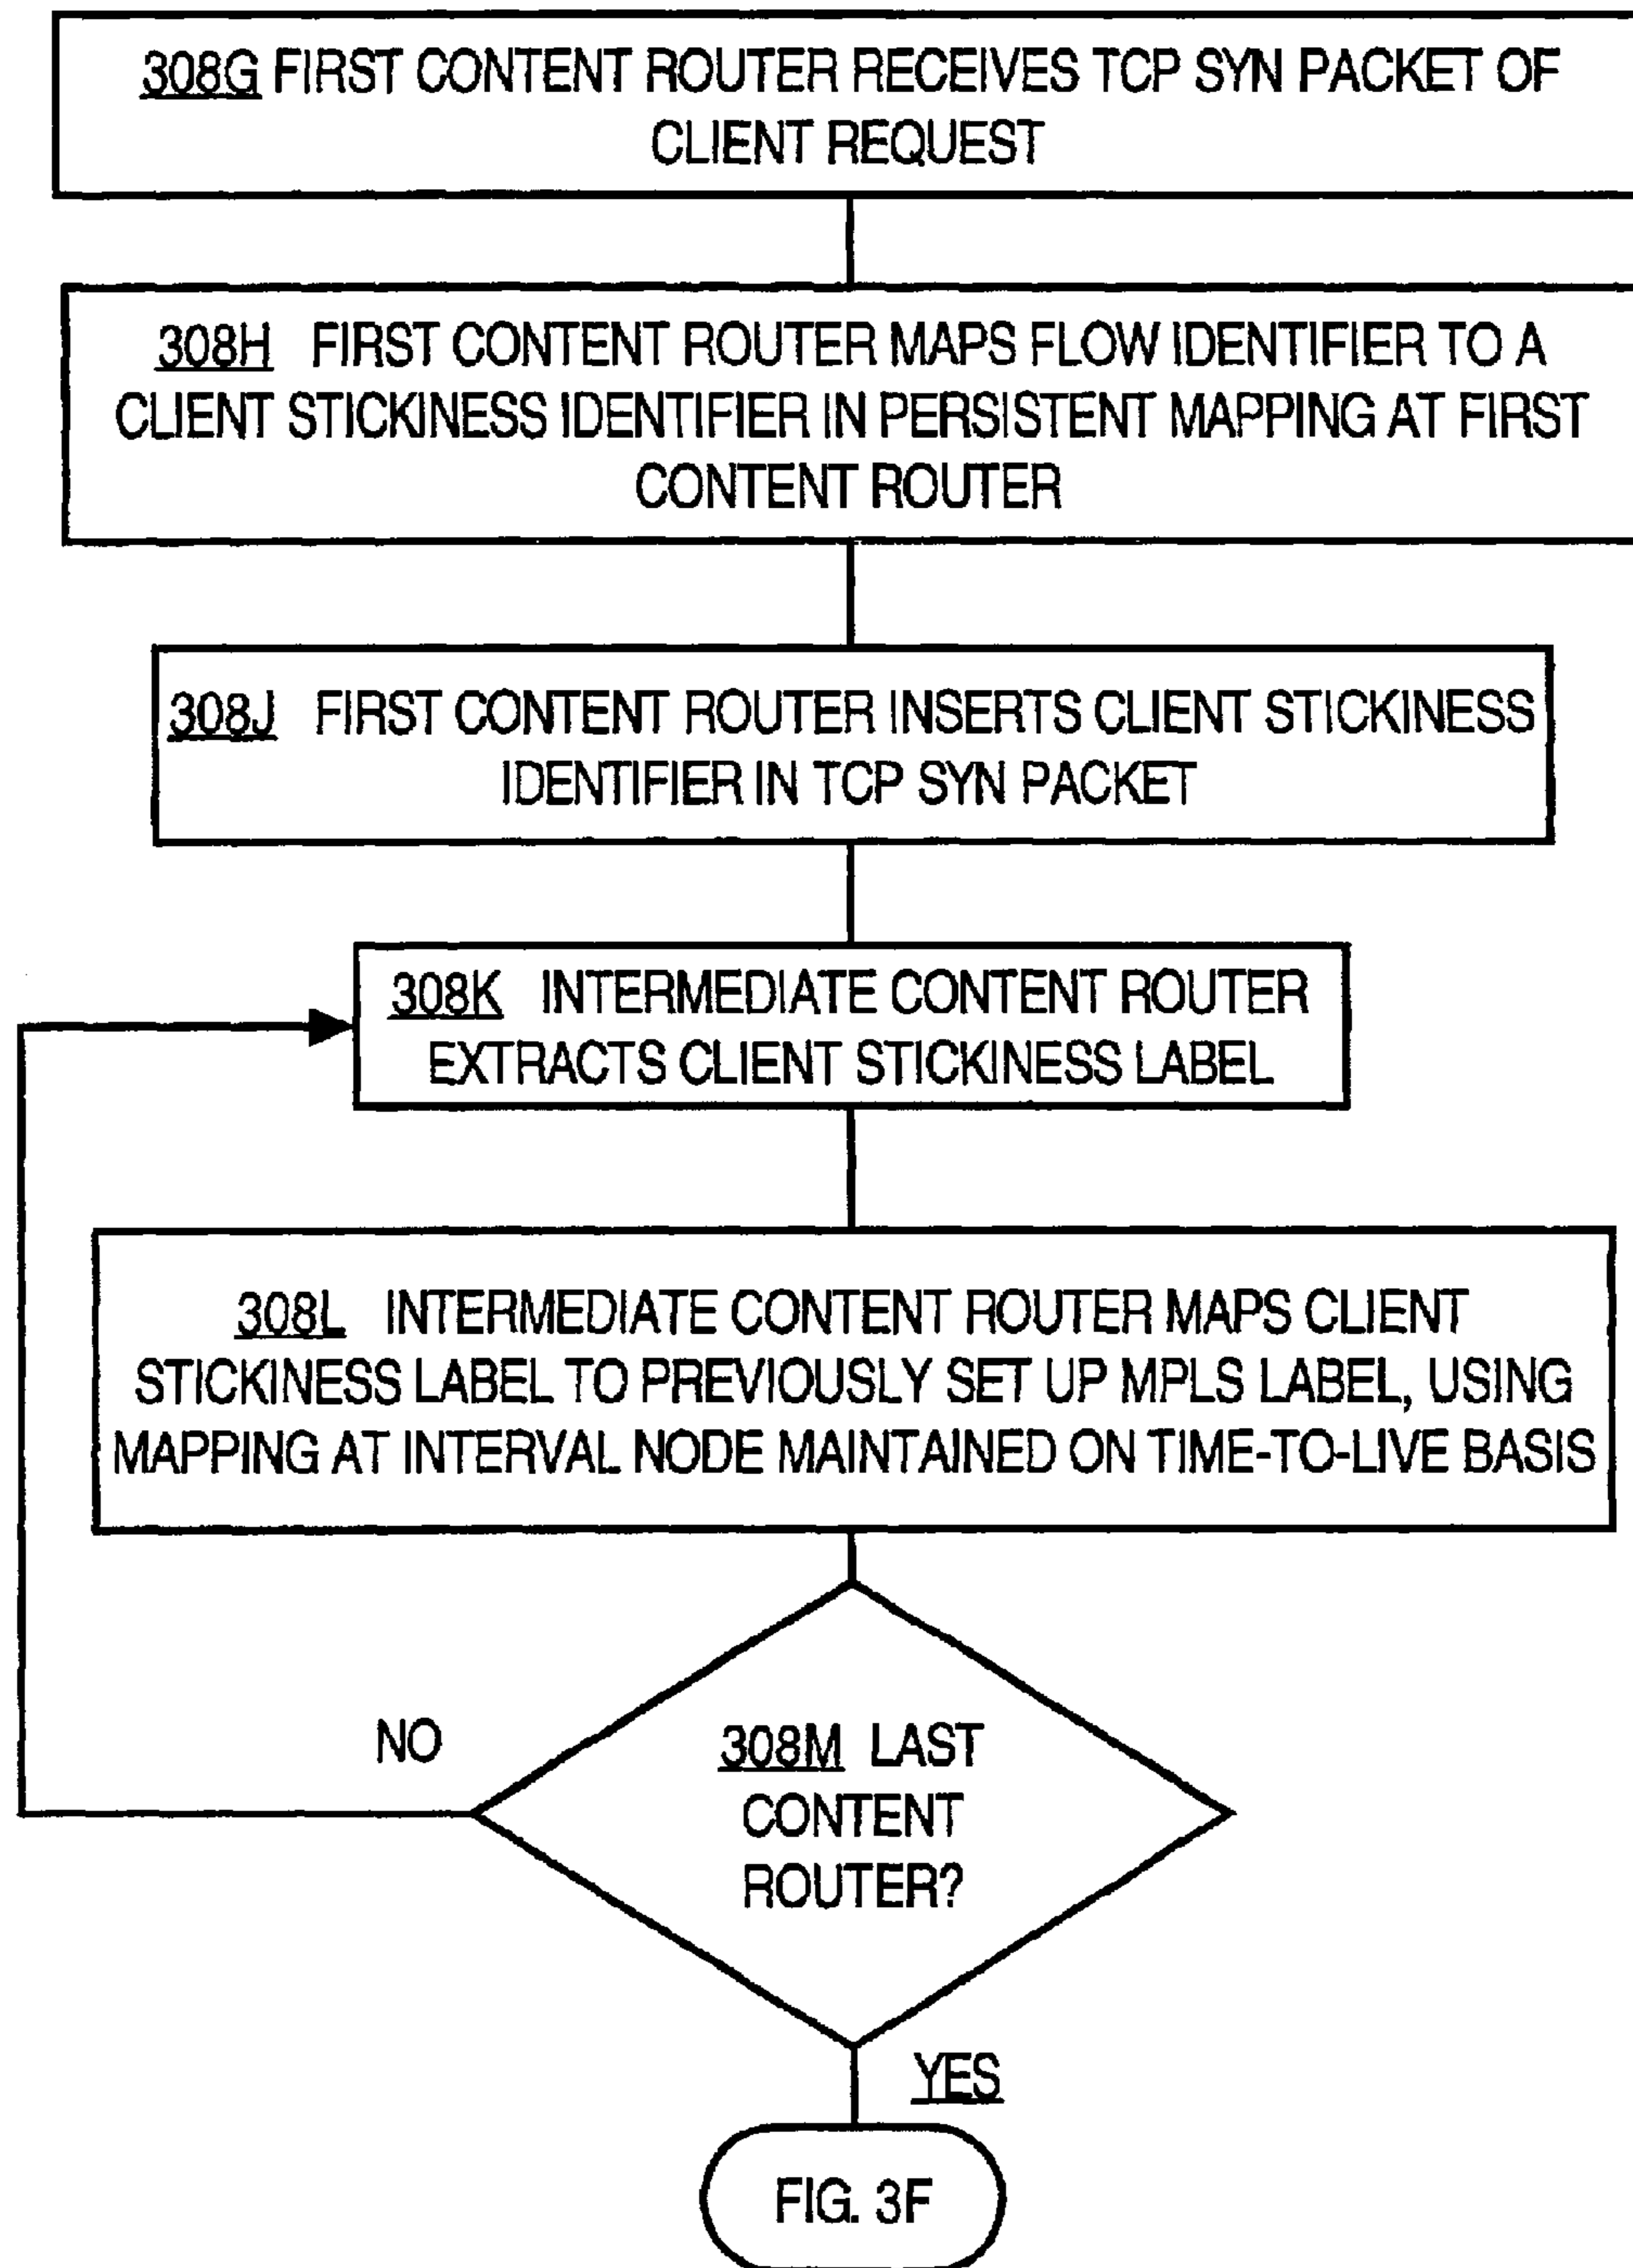 308G FIRST CONTENT ROUTER RECEIVES TCP SYN PACKET OF
CLIENT REQUEST
308H FIRST CONTENT ROUTER MAPS FLOW IDENTIFIER TO A
CLIENT STICKINESS IDENTIFIER IN PERSISTENT MAPPING AT FIRST
CONTENT ROUTER
308J FIRST CONTENT ROUTER INSERTS CLIENT STICKINESS
IDENTIFIER IN TCP SYN PACKET
308K INTERMEDIATE CONTENT ROUTER
EXTRACTS CLIENT STICKINESS LABEL
308L INTERMEDIATE CONTENT ROUTER MAPS CLIENT
STICKINESS LABEL TO PREVIOUSLY SET UP MPLS LABEL, USING
MAPPING AT INTERVAL NODE MAINTAINED ON TIME-TO-LIVE BASIS
NO
308M LAST
CONTENT
ROUTER?
YES
FIG. 3F